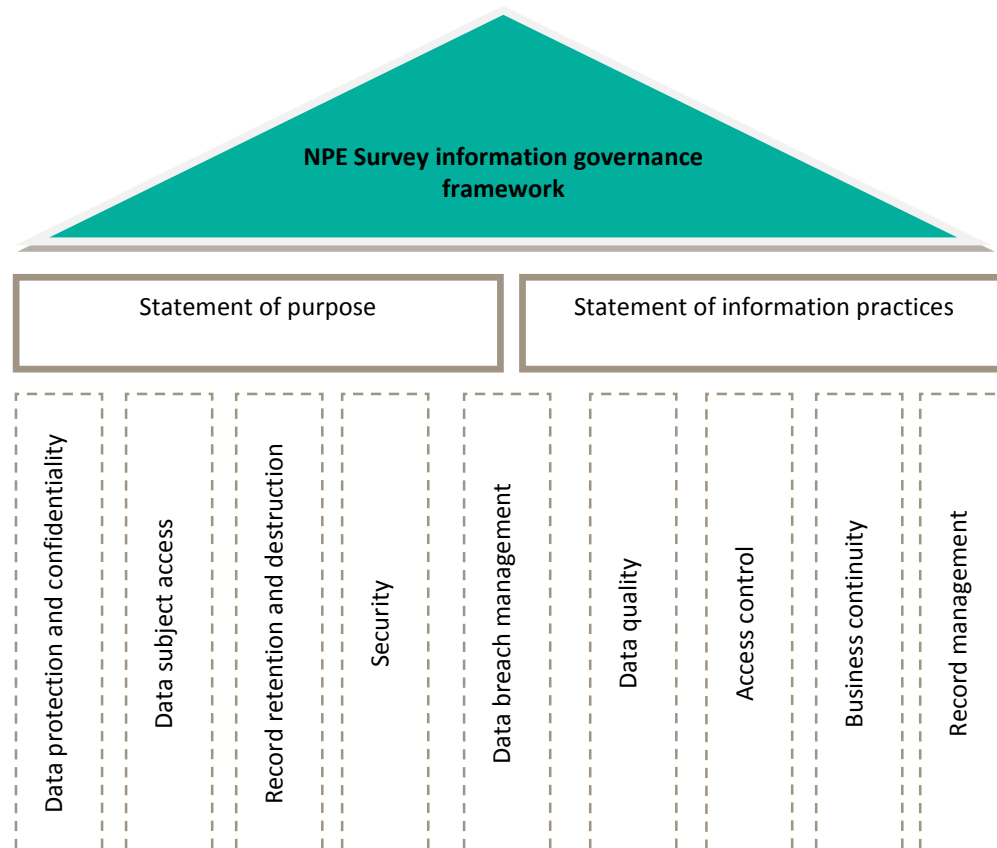 NPE Survey information governance
framework
Statement of purpose
Statement of information practices
Data protection and confidentiality
Data subject access
Record retention and destruction
Security
Data breach management
Data quality
Access control
Business continuity
Record management